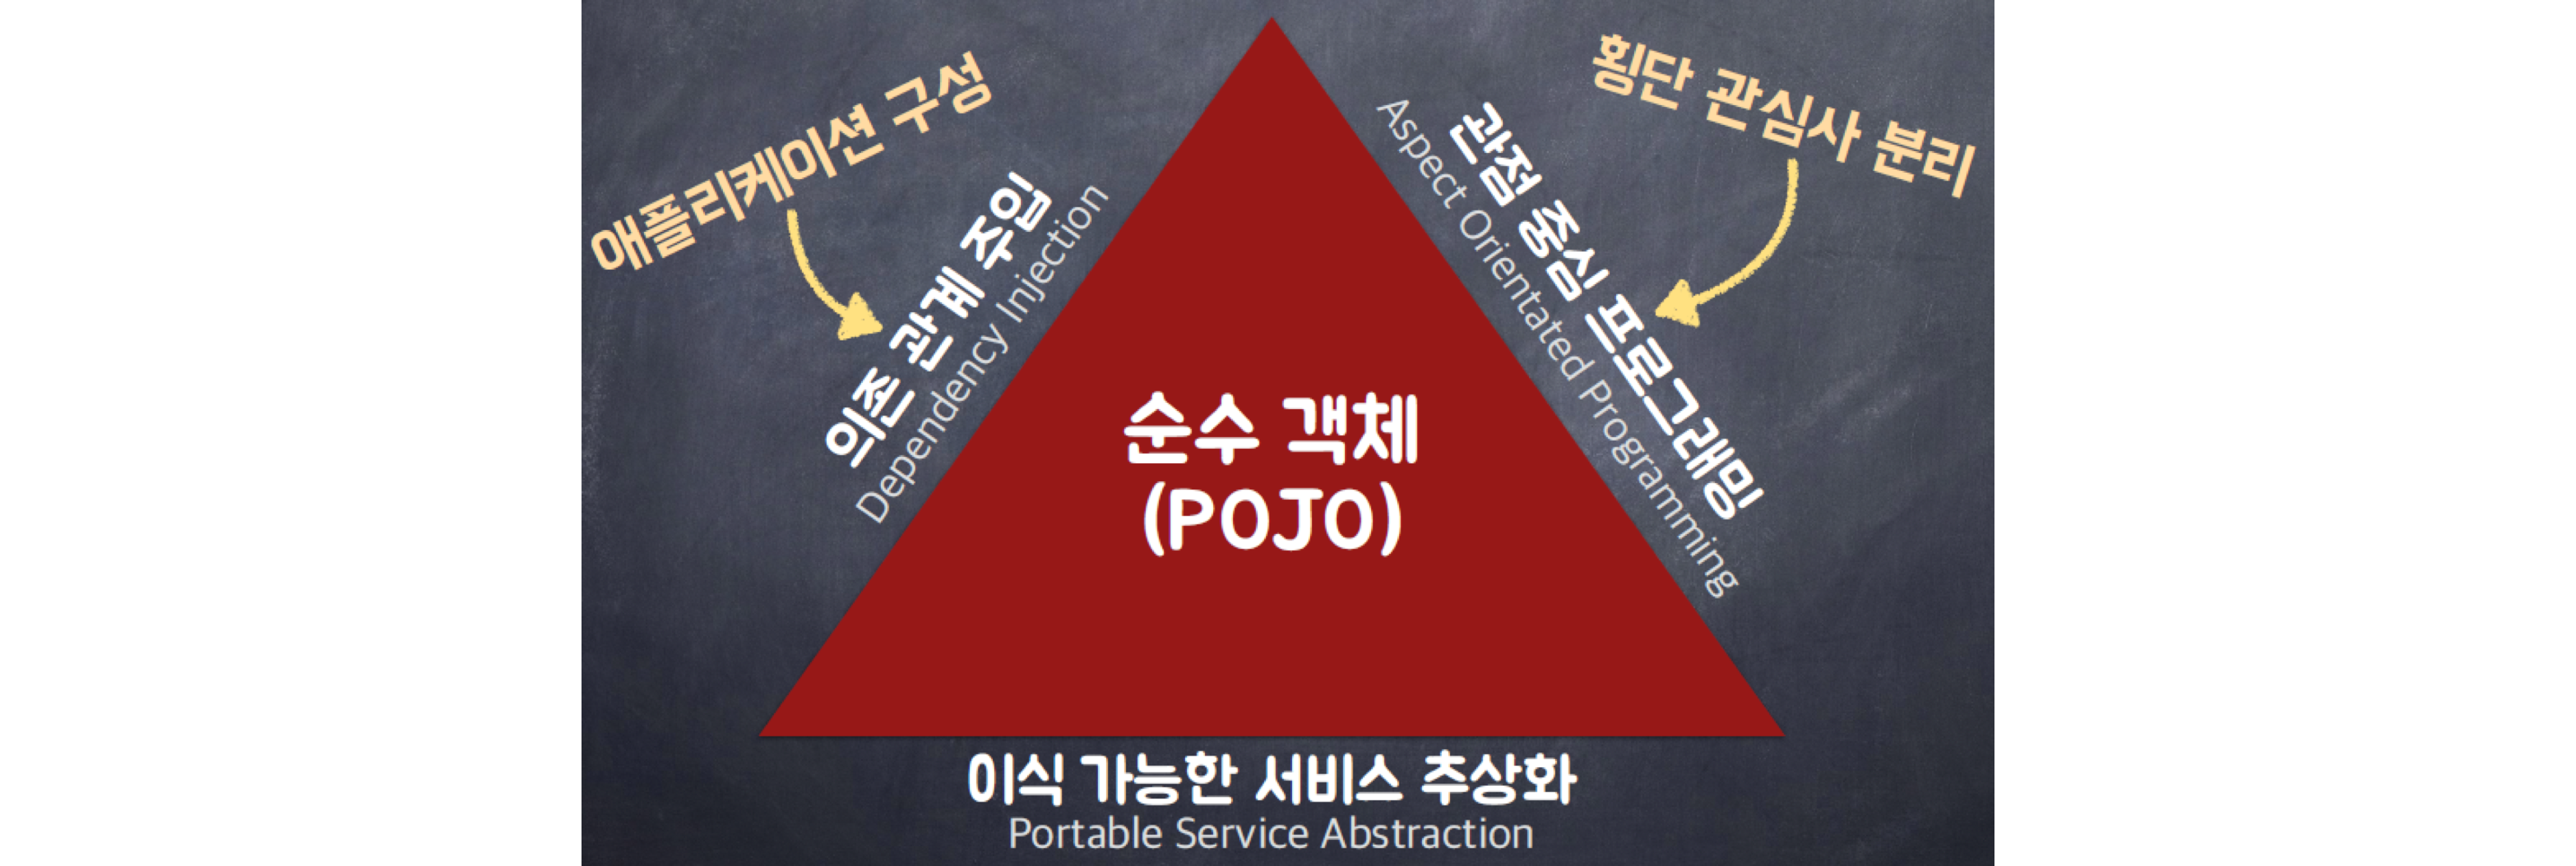 애플리케이션 구성
의존 관계 주입
Dependency Injection
횡단 관심사 분리
관점 중심 프로그래밍
Aspect Orientated Programming
순수 객체
(POJO)
이식 가능한 서비스 추상화
Portable Service Abstraction